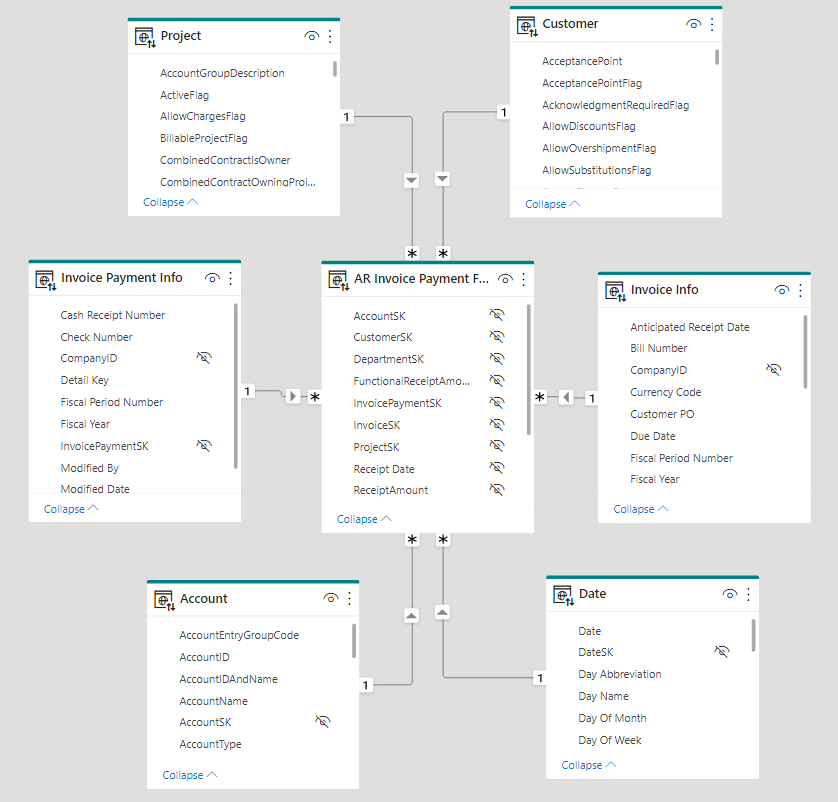 Project
AccountGroupDescription
ActiveFlag
AllowChargesFlag
BillableProjectFlag
CombinedContractIsOwner
CombinedContractOwningProj...
Collapse
1
Customer
AcceptancePoint
AcceptancePointFlag
AcknowledgmentRequiredFlag
AllowDiscountsFlag
AllowOvershipmentFlag
AllowSubstitutionsFlag
Collapse
1
* *
Invoice Payment Info
Cash Receipt Number
Check Number
CompanyID
Detail Key
Fiscal Period Number
Fiscal Year
InvoicePaymentSK
Modified By
Modified Date
Collapse
1 *
AR Invoice Payment F...
AccountSK
CustomerSK
DepartmentSK
FunctionalReceiptAmo...
InvoicePaymentSK
InvoiceSK
ProjectSK
Receipt Date
ReceiptAmount
Collapse
* 1
Invoice Info
Anticipated Receipt Date
Bill Number
CompanyID
Currency Code
Customer PO
Due Date
Fiscal Period Number
Fiscal Year
Collapse
* *
Account
AccountEntryGroupCode
AccountID
AccountIDAndName
AccountName
AccountSK
AccountType
Collapse
1
Date
Date
DateSK
Day Abbreviation
Day Name
Day Of Month
Day Of Week
Collapse
1